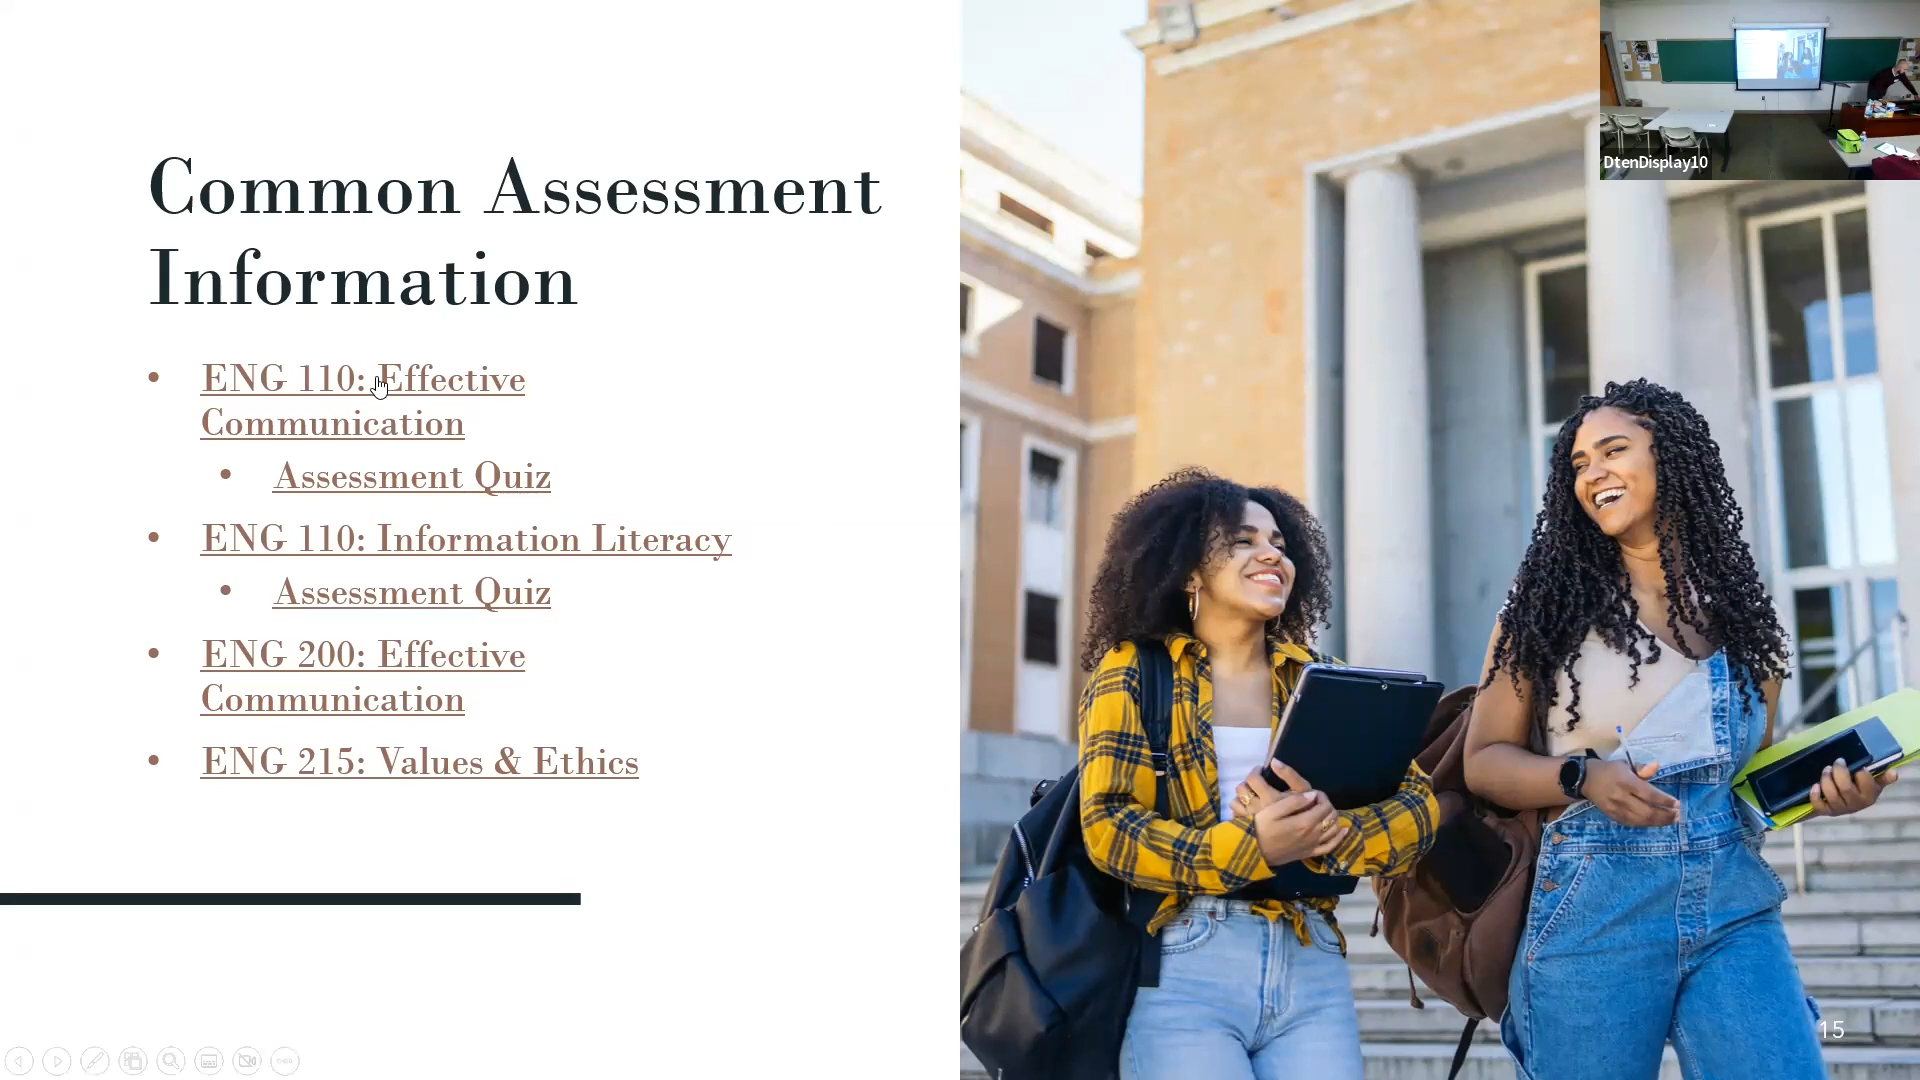 Common Assessment
Information
• ENG 110: Effective
Communication
• Assessment Quiz
• ENG 110: Information Literacy
• Assessment Quiz
• ENG 200: Effective
Communication
• ENG 215: Values & Ethics
DtenDisplay10
15